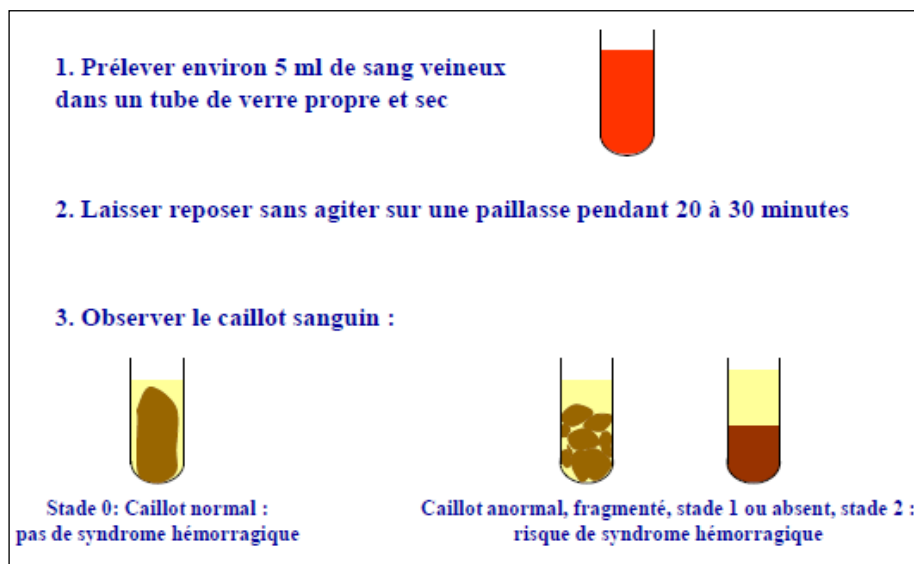 1. Prélever environ 5 ml de sang veineux
dans un tube de verre propre et sec
2. Laisser reposer sans agiter sur une paillasse pendant 20 à 30 minutes
3. Observer le caillot sanguin :
Stade 0: Caillot normal :
pas de syndrome hémorragique
Caillot anormal, fragmenté, stade 1 ou absent, stade 2 :
risque de syndrome hémorragique